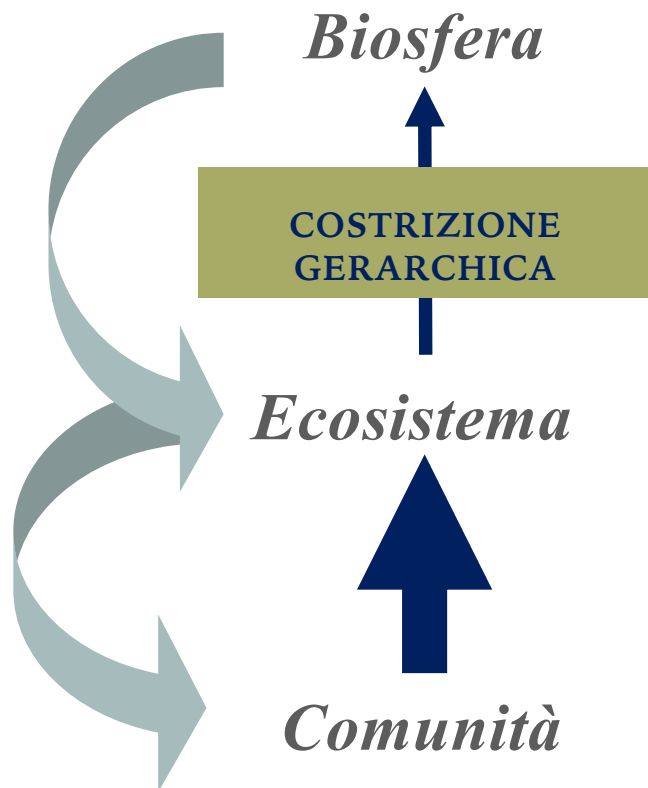 Biosfera
COSTRIZIONE
GERARCHICA
Ecosistema
Comunità